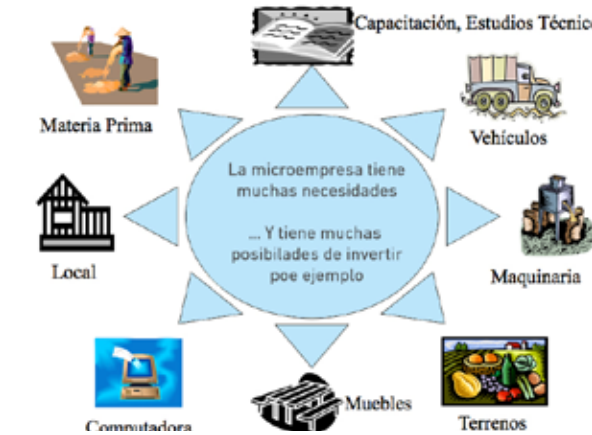 Capacitación, Estudios Técnico
Materia Prima
Vehículos
La microempresa tiene
muchas necesidades
... Y tiene muchas
posibilades de invertir
poe ejemplo
Local
Maquinaria
Computadora
Muebles
Terrenos